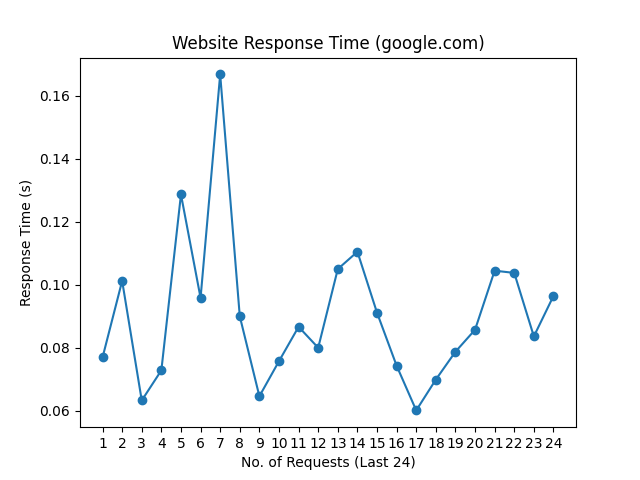 Website Response Time (google.com)
0.16
0.14
0.12
0.10
0.08
0.06
Response Time (s)
1 2 3 4 5 6 7 8 9 10 11 12 13 14 15 16 17 18 19 20 21 22 23 24
No. of Requests (Last 24)